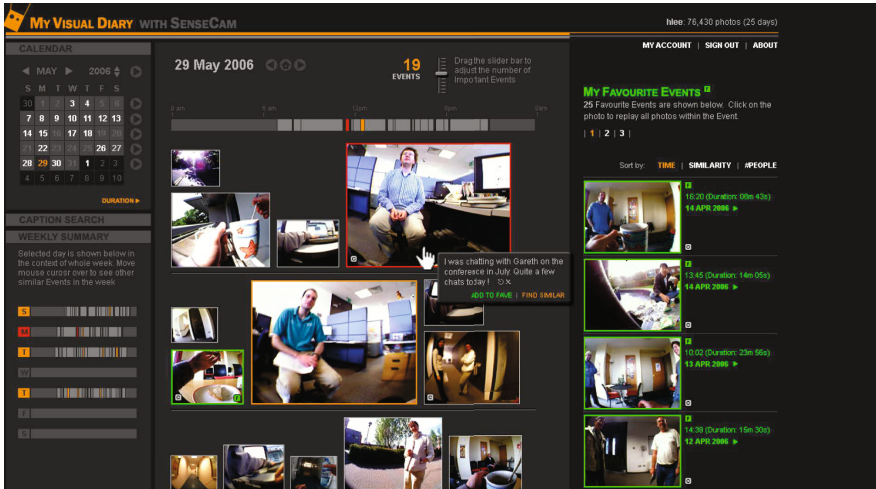 MY VISUAL DIARY WITH SENSECAM
hlee: 76,430 photos (25 days)
MY ACCOUNT | SIGN OUT | ABOUT
CALENDAR
MAY 2006
S M T W T F S
30 1 2 3 4 5 6
7 8 9 10 11 12 13
14 15 16 17 18 19 20
21 22 23 24 25 26 27
28 29 30 31 1 2 3
4 5 6 7 8 9 10
DURATION
CAPTION SEARCH
WEEKLY SUMMARY
Selected day is shown below in
the context of whole week. Move
mouse curosr over to see other
similar Events in the week
S
M
T
W
T
F
S
29 May 2006
19
EVENTS
Drag the slider bar to
adjust the number of
Important Events
12pm
I was chatting with Gareth on the
conference in July. Quite a few
chats today!
ADD TO FAVE | FIND SIMILAR
MY FAVOURITE EVENTS F
25 Favourite Events are shown below. Click on the
photo to replay all photos within the Event.
| 1 | 2 | 3 |
Sort by: TIME | SIMILARITY | #PEOPLE
F
16:20 (Duration: 08m 43s)
14 APR 2006
F
13:45 (Duration: 14m 05s)
14 APR 2006
F
10:02 (Duration: 23m 56s)
13 APR 2006
F
14:39 (Duration: 15m 30s)
12 APR 2006